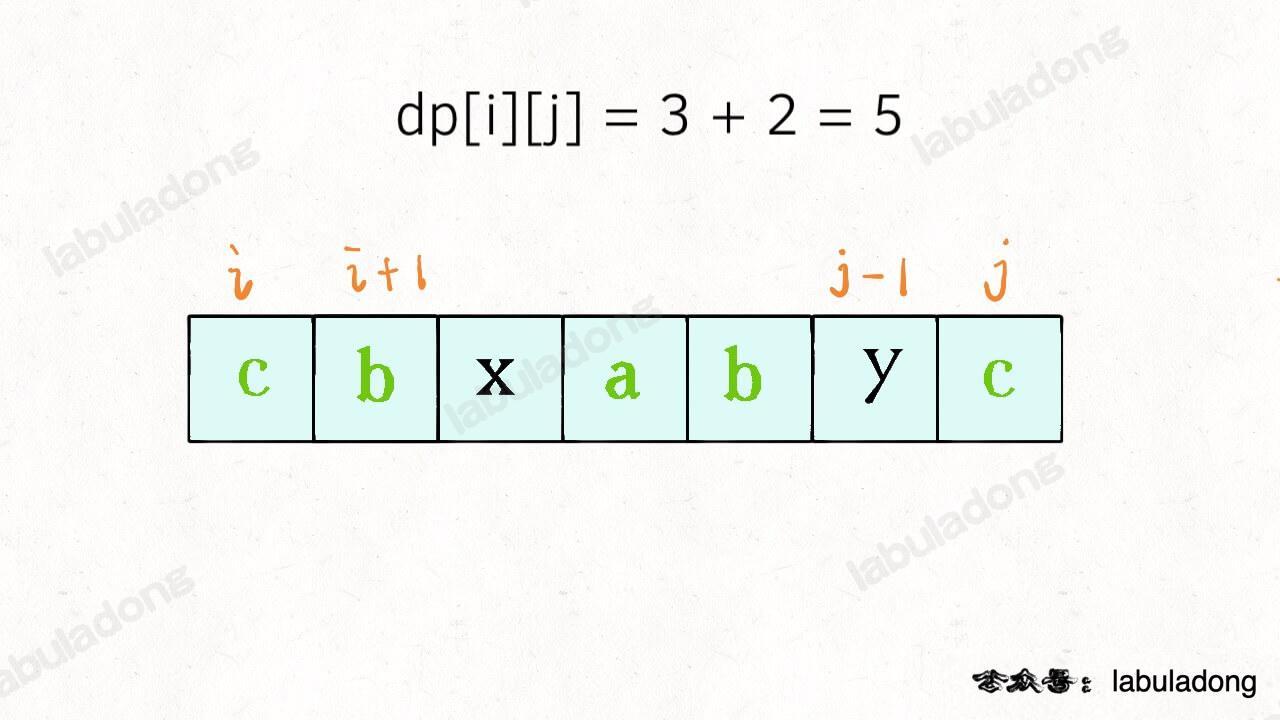 dp[i][j] = 3 + 2 = 5
i i+1 j-1 j
c b x a b y c
公众号：labuladong
labuladong
labuladong
labuladong
labuladong
labuladong